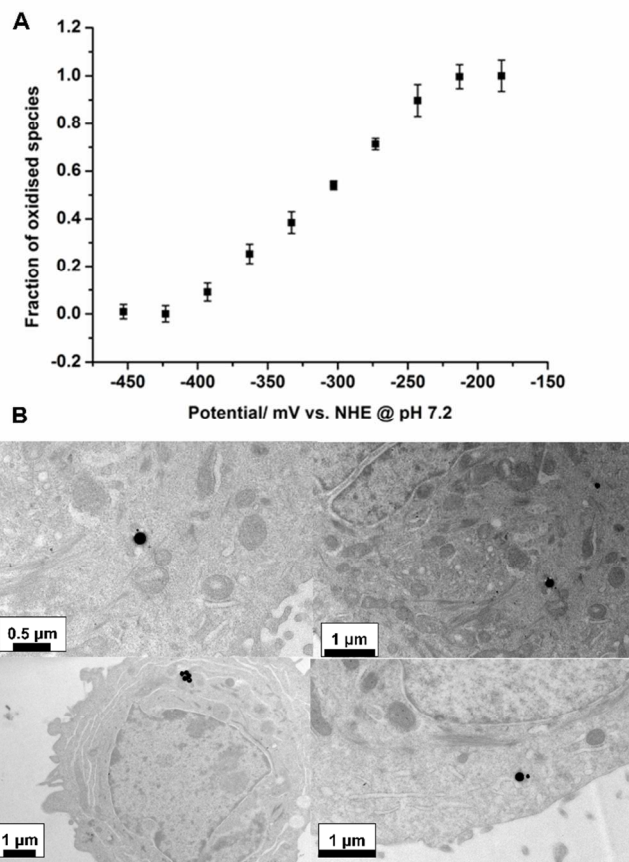 A
1.2
1.0
0.8
0.6
0.4
0.2
0.0
-0.2
Fraction of oxidised species
-450 -400 -350 -300 -250 -200 -150
Potential/ mV vs. NHE @ pH 7.2
B
0.5 µm
1 µm
1 µm
1 µm